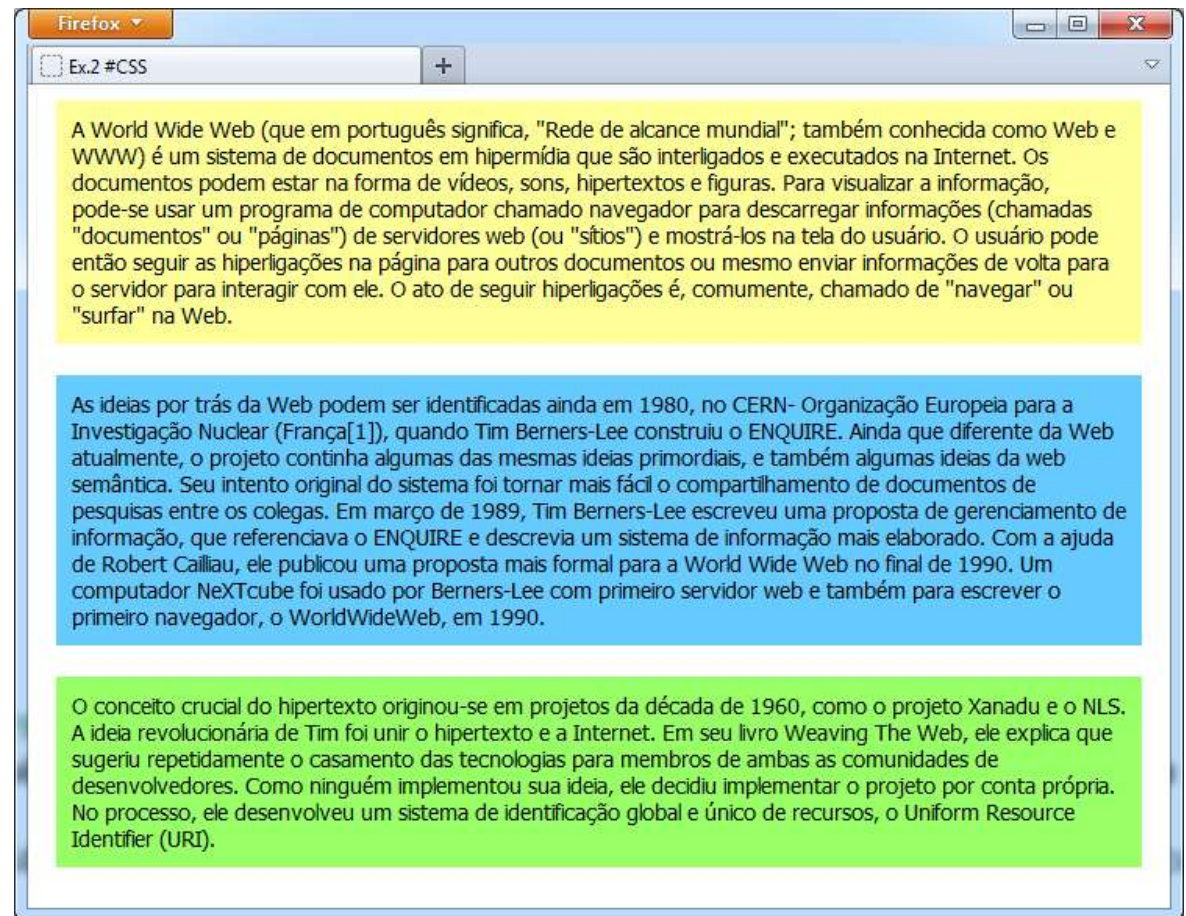 Firefox
Ex.2 #CSS
A World Wide Web (que em português significa, "Rede de alcance mundial"; também conhecida como Web e
WWW) é um sistema de documentos em hipermídia que são interligados e executados na Internet. Os
documentos podem estar na forma de vídeos, sons, hipertextos e figuras. Para visualizar a informação,
pode-se usar um programa de computador chamado navegador para descarregar informações (chamadas
"documentos" ou "páginas") de servidores web (ou "sítios") e mostrá-los na tela do usuário. O usuário pode
então seguir as hiperligações na página para outros documentos ou mesmo enviar informações de volta para
o servidor para interagir com ele. O ato de seguir hiperligações é, comumente, chamado de "navegar" ou
"surfar" na Web.
As ideias por trás da Web podem ser identificadas ainda em 1980, no CERN- Organização Europeia para a
Investigação Nuclear (França[1]), quando Tim Berners-Lee construiu o ENQUIRE. Ainda que diferente da Web
atualmente, o projeto continha algumas das mesmas ideias primordiais, e também algumas ideias da web
semântica. Seu intento original do sistema foi tornar mais fácil o compartilhamento de documentos de
pesquisas entre os colegas. Em março de 1989, Tim Berners-Lee escreveu uma proposta de gerenciamento de
informação, que referenciava o ENQUIRE e descrevia um sistema de informação mais elaborado. Com a ajuda
de Robert Cailliau, ele publicou uma proposta mais formal para a World Wide Web no final de 1990. Um
computador NeXTcube foi usado por Berners-Lee com primeiro servidor web e também para escrever o
primeiro navegador, o WorldWideWeb, em 1990.
O conceito crucial do hipertexto originou-se em projetos da década de 1960, como o projeto Xanadu e o NLS.
A ideia revolucionária de Tim foi unir o hipertexto e a Internet. Em seu livro Weaving The Web, ele explica que
sugeriu repetidamente o casamento das tecnologias para membros de ambas as comunidades de
desenvolvedores. Como ninguém implementou sua ideia, ele decidiu implementar o projeto por conta própria.
No processo, ele desenvolveu um sistema de identificação global e único de recursos, o Uniform Resource
Identifier (URI).